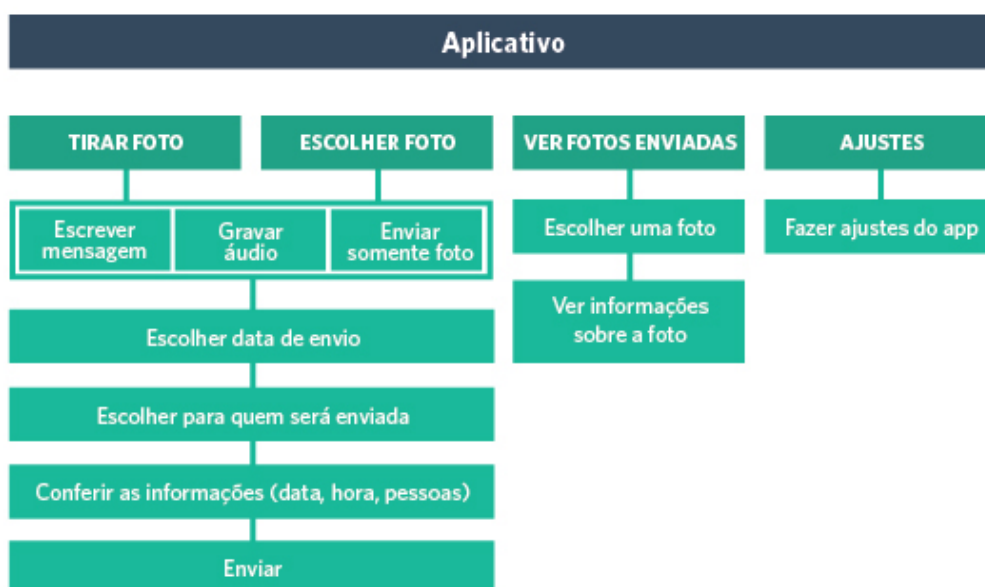 Aplicativo
TIRAR FOTO
ESCOLHER FOTO
VER FOTOS ENVIADAS
AJUSTES
Escrever
mensagem
Gravar
áudio
Enviar
somente foto
Escolher uma foto
Fazer ajustes do app
Ver informações
sobre a foto
Escolher data de envio
Escolher para quem será enviada
Conferir as informações (data, hora, pessoas)
Enviar